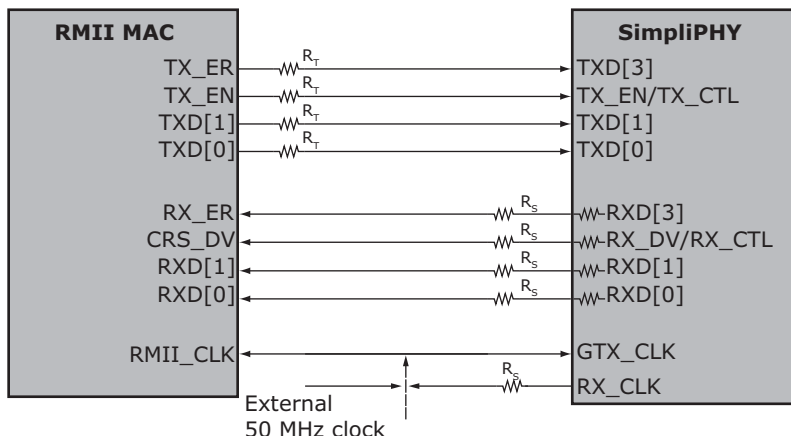 RMII MAC
SimpliPHY
TX_ER
R_T
TXD[3]
TX_EN
R_T
TX_EN/TX_CTL
TXD[1]
R_T
TXD[1]
TXD[0]
R_T
TXD[0]
RX_ER
R_S
RXD[3]
CRS_DV
R_S
RX_DV/RX_CTL
RXD[1]
R_S
RXD[1]
RXD[0]
R_S
RXD[0]
RMII_CLK
GTX_CLK
R_S
RX_CLK
External
50 MHz clock